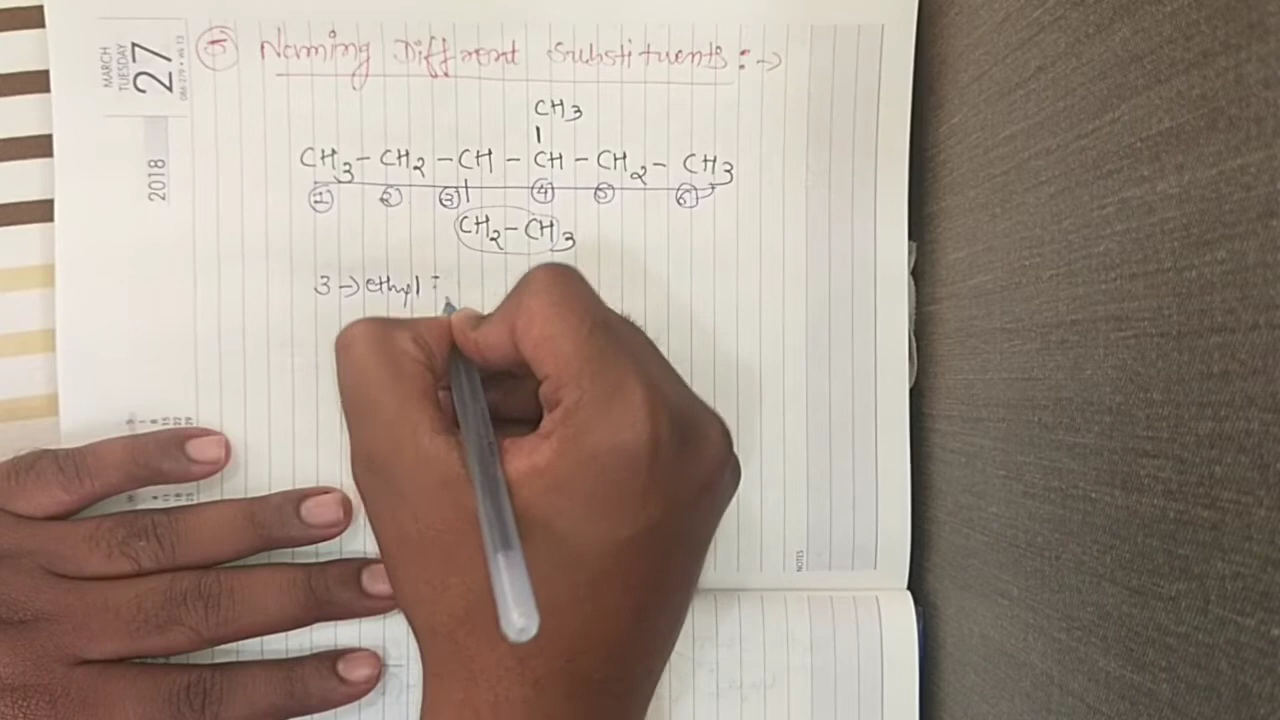 MARCH
TUESDAY
27
2018
⑤ Naming Different Substituents :→
CH3
CH3 – CH2 – CH – CH – CH2 – CH3
① ② ③ ④ ⑤ ⑥
CH2 – CH3
3 → ethyl :
NOTES